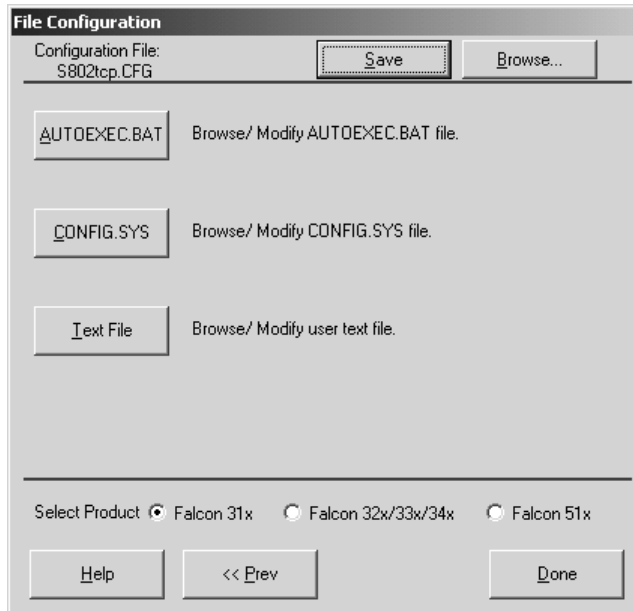 File Configuration
Configuration File:
S802tcp.CFG
Save
Browse...
AUTOEXEC.BAT
Browse/ Modify AUTOEXEC.BAT file.
CONFIG.SYS
Browse/ Modify CONFIG.SYS file.
Text File
Browse/ Modify user text file.
Select Product Falcon 31x Falcon 32x/33x/34x Falcon 51x
Help
<< Prev
Done